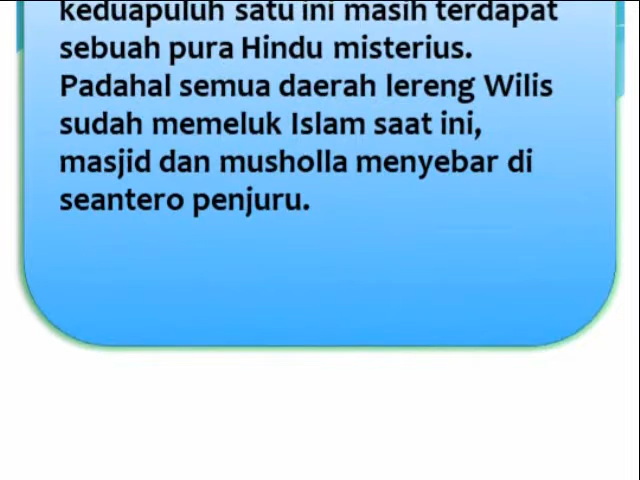 keduapuluh satu ini masih terdapat
sebuah pura Hindu misterius.
Padahal semua daerah lereng Wilis
sudah memeluk Islam saat ini,
masjid dan musholla menyebar di
seantero penjuru.